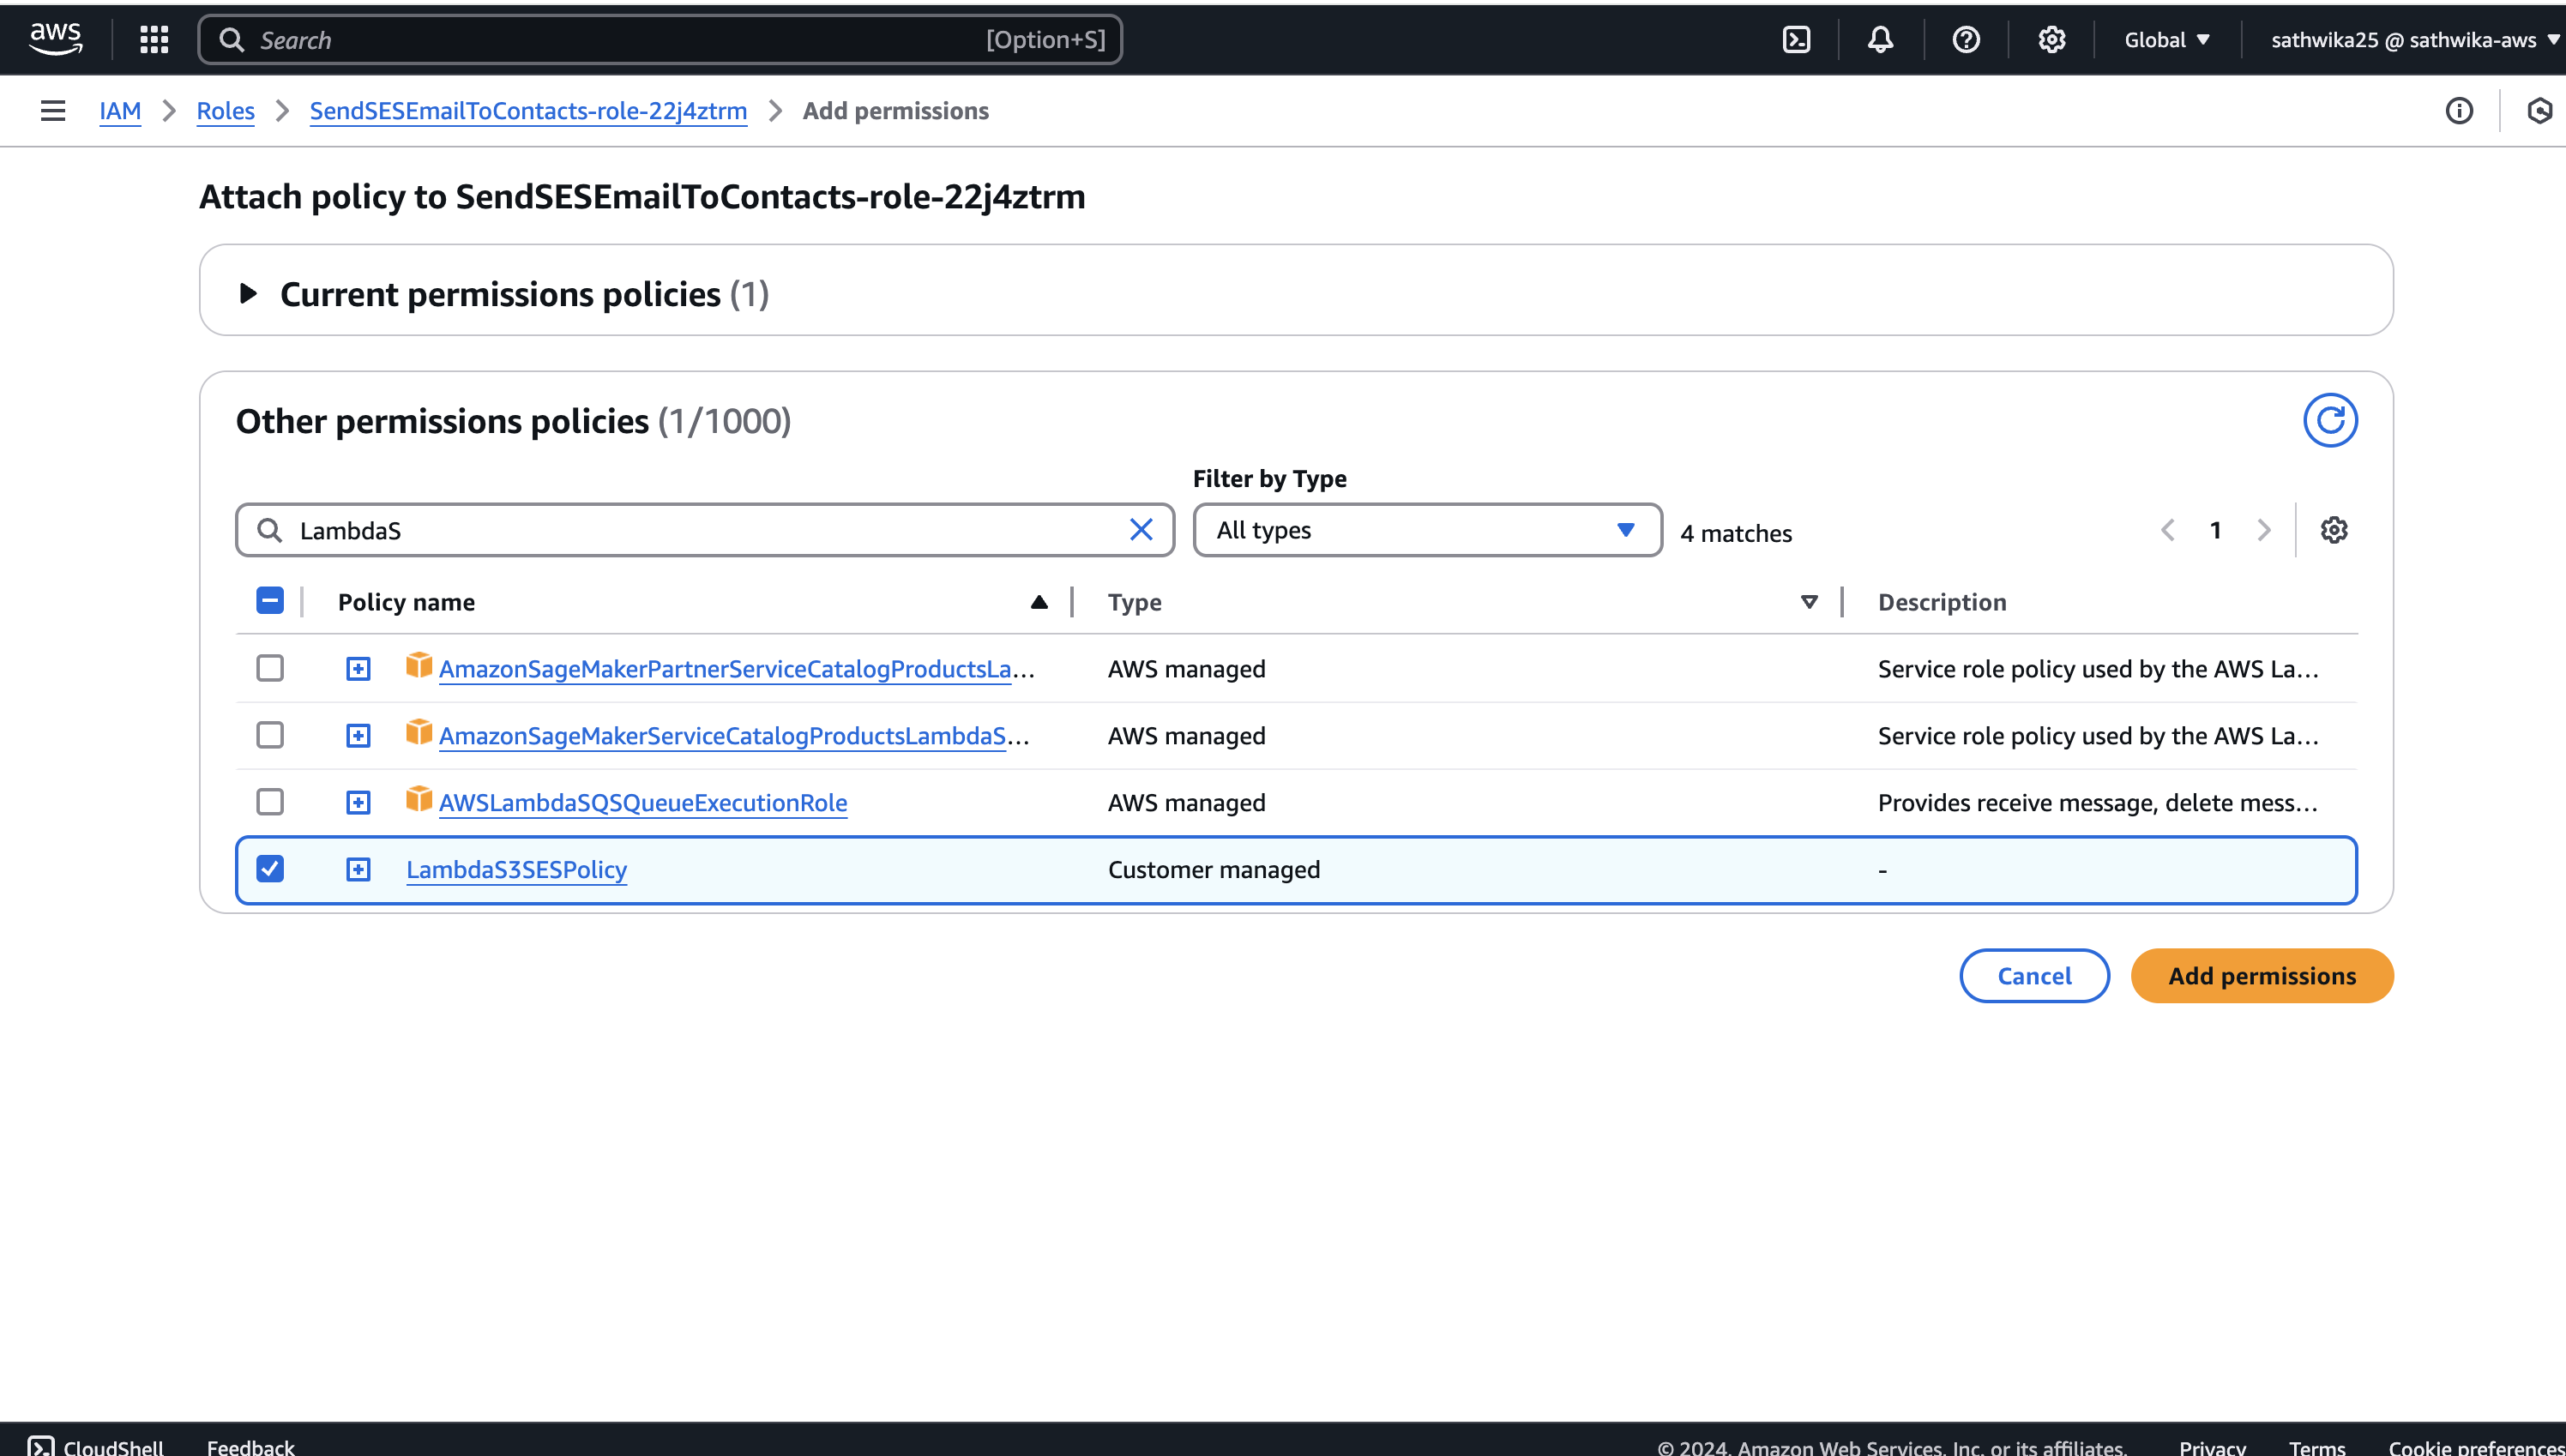 aws
Search [Option+S] Global sathwika25 @ sathwika-aws
IAM Roles SendSESEmailToContacts-role-22j4ztrm Add permissions
Attach policy to SendSESEmailToContacts-role-22j4ztrm
Current permissions policies (1)
Other permissions policies (1/1000)
Filter by Type
LambdaS All types 4 matches 1
Policy name Type Description
AmazonSageMakerPartnerServiceCatalogProductsLa... AWS managed Service role policy used by the AWS La...
AmazonSageMakerServiceCatalogProductsLambdaS... AWS managed Service role policy used by the AWS La...
AWSLambdaSQSQueueExecutionRole AWS managed Provides receive message, delete mess...
LambdaS3SESPolicy Customer managed -
Cancel Add permissions
CloudShell Feedback © 2024, Amazon Web Services, Inc. or its affiliates. Privacy Terms Cookie preferences